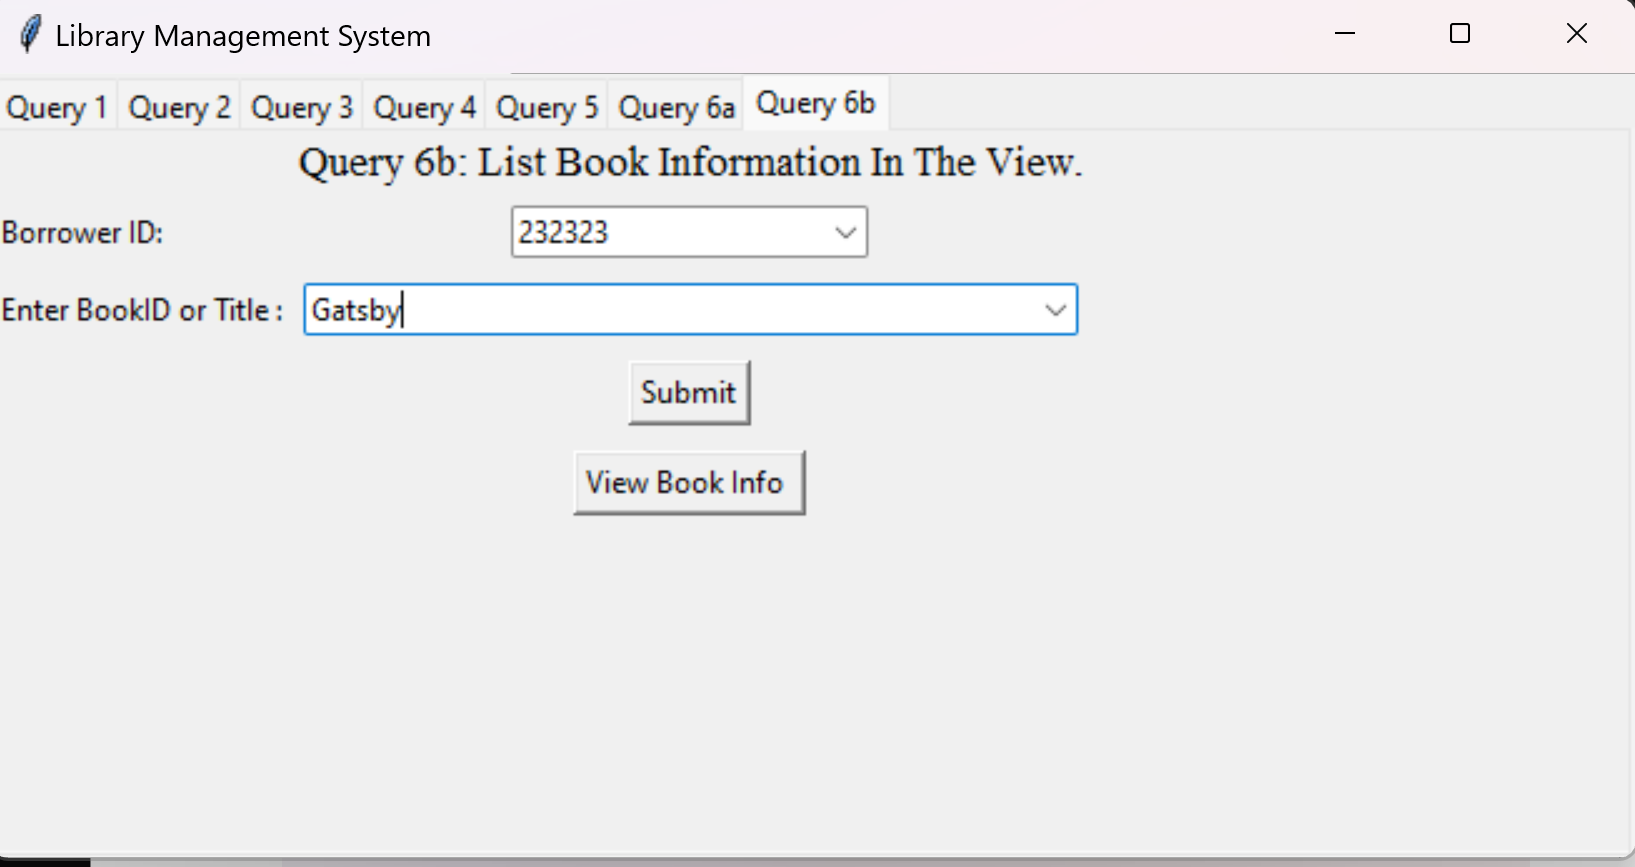 Library Management System
Query 1 Query 2 Query 3 Query 4 Query 5 Query 6a Query 6b
Query 6b: List Book Information In The View.
Borrower ID: 232323
Enter BookID or Title : Gatsby
Submit
View Book Info